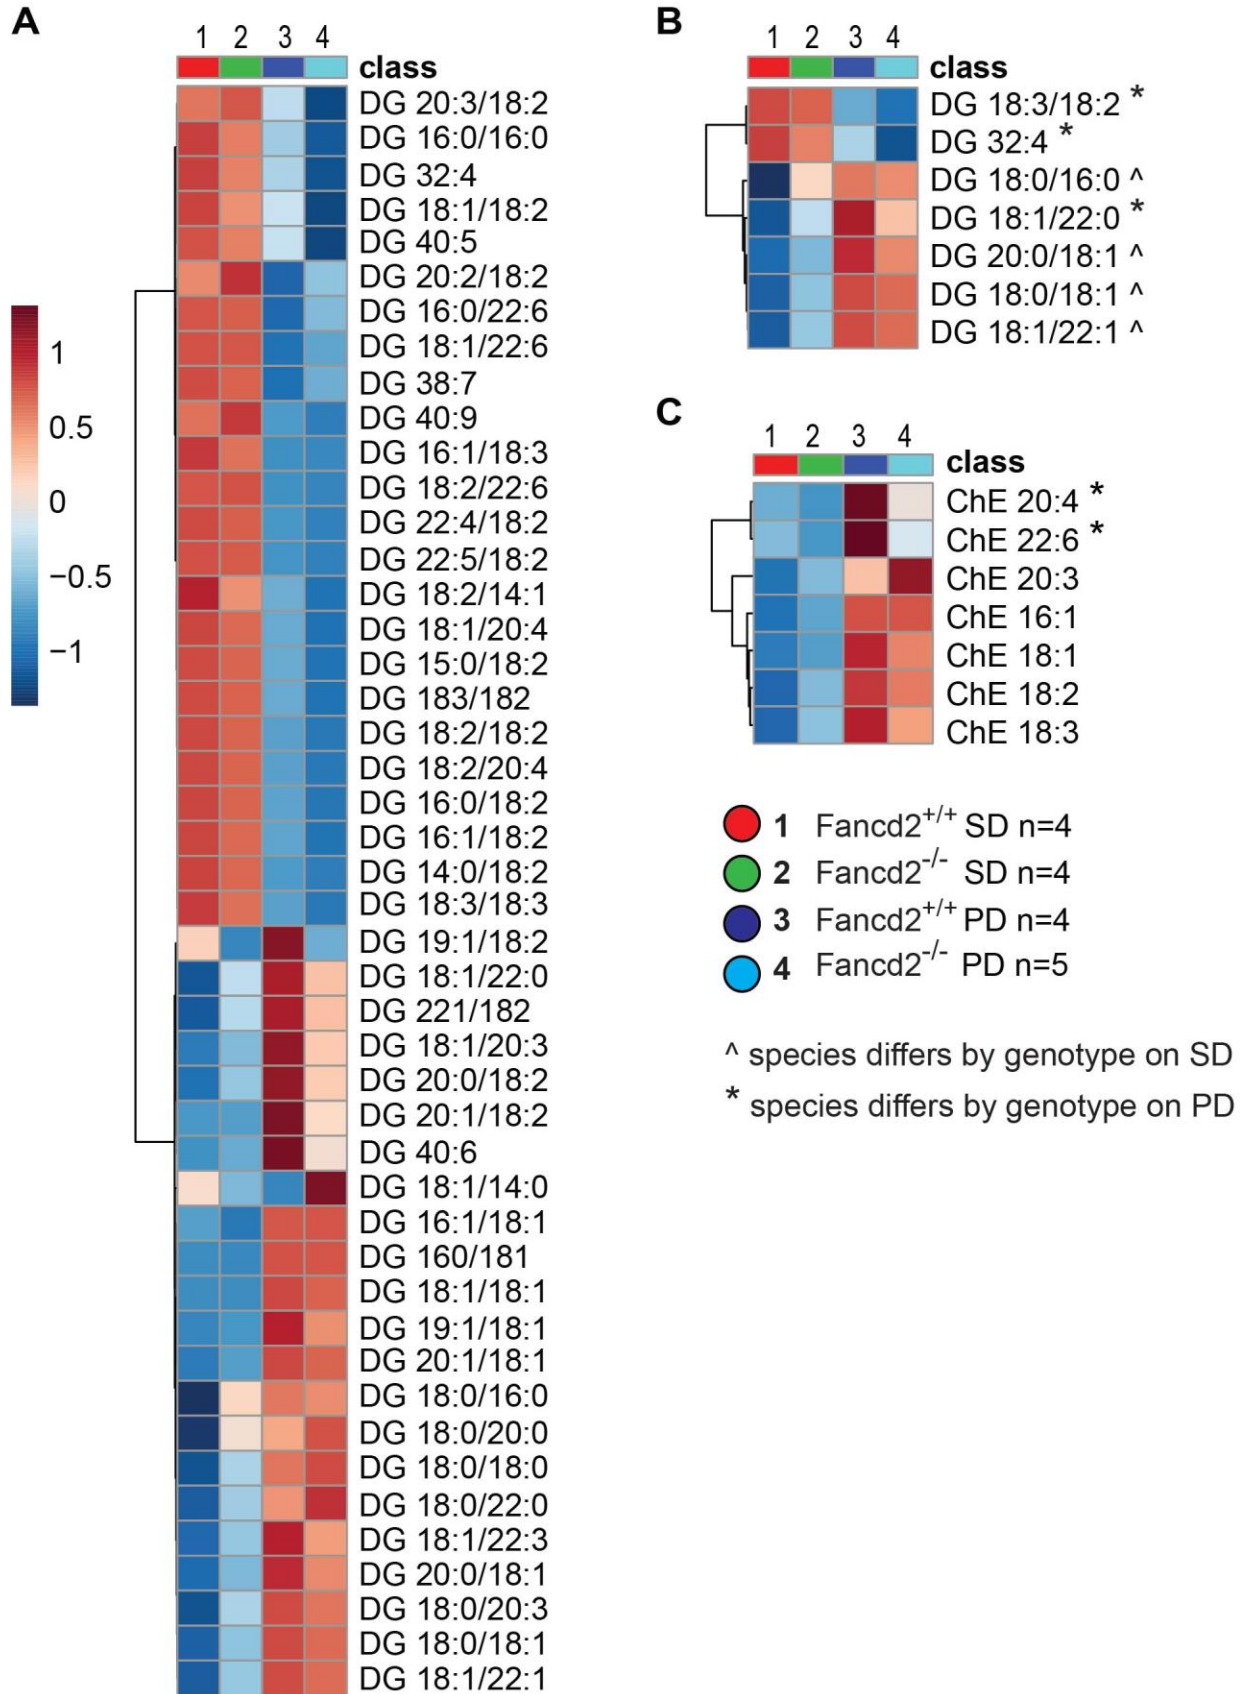 A
1 2 3 4
class
DG 20:3/18:2
DG 16:0/16:0
DG 32:4
DG 18:1/18:2
DG 40:5
DG 20:2/18:2
DG 16:0/22:6
DG 18:1/22:6
DG 38:7
DG 40:9
DG 16:1/18:3
DG 18:2/22:6
DG 22:4/18:2
DG 22:5/18:2
DG 18:2/14:1
DG 18:1/20:4
DG 15:0/18:2
DG 183/182
DG 18:2/18:2
DG 18:2/20:4
DG 16:0/18:2
DG 16:1/18:2
DG 14:0/18:2
DG 18:3/18:3
DG 19:1/18:2
DG 18:1/22:0
DG 221/182
DG 18:1/20:3
DG 20:0/18:2
DG 20:1/18:2
DG 40:6
DG 18:1/14:0
DG 16:1/18:1
DG 160/181
DG 18:1/18:1
DG 19:1/18:1
DG 20:1/18:1
DG 18:0/16:0
DG 18:0/20:0
DG 18:0/18:0
DG 18:0/22:0
DG 18:1/22:3
DG 20:0/18:1
DG 18:0/20:3
DG 18:0/18:1
DG 18:1/22:1
1
0.5
0
−0.5
−1
B
1 2 3 4
class
DG 18:3/18:2 *
DG 32:4 *
DG 18:0/16:0 ^
DG 18:1/22:0 *
DG 20:0/18:1 ^
DG 18:0/18:1 ^
DG 18:1/22:1 ^
C
1 2 3 4
class
ChE 20:4 *
ChE 22:6 *
ChE 20:3
ChE 16:1
ChE 18:1
ChE 18:2
ChE 18:3
1 Fancd2+/+ SD n=4
2 Fancd2-/- SD n=4
3 Fancd2+/+ PD n=4
4 Fancd2-/- PD n=5
^ species differs by genotype on SD
* species differs by genotype on PD